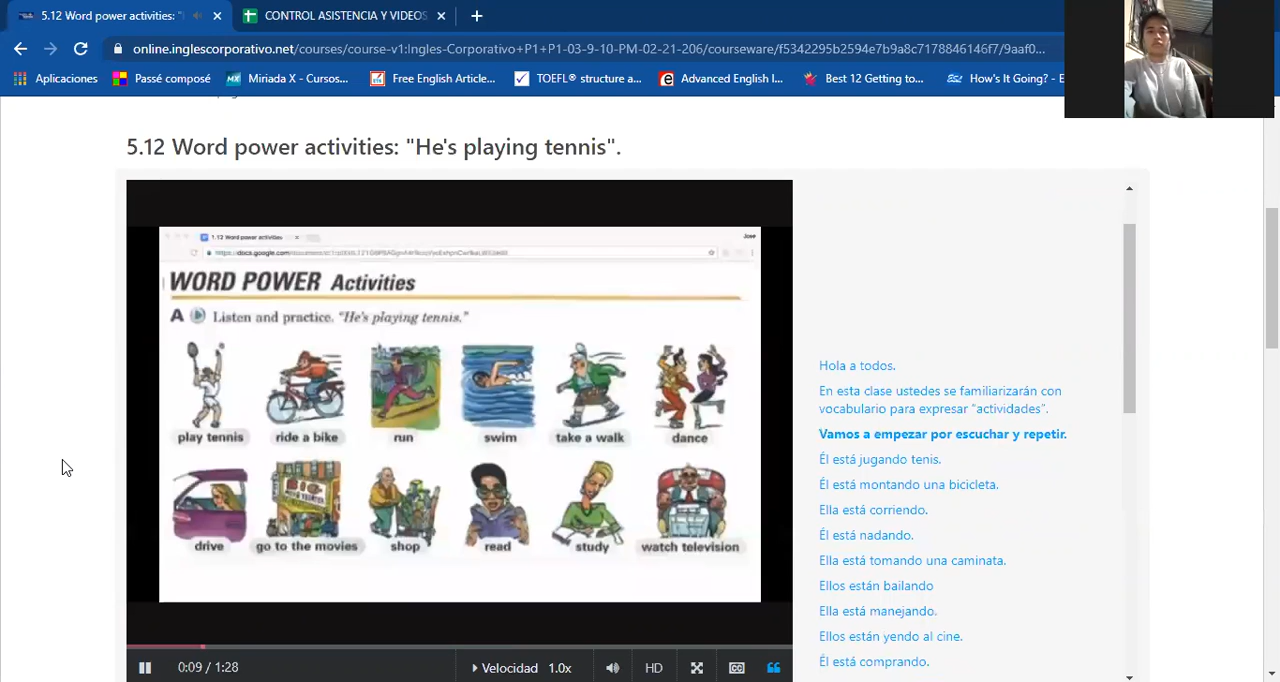 5.12 Word power activities: "
CONTROL ASISTENCIA Y VIDEOS
online.inglescorporativo.net/courses/course-v1:Ingles-Corporativo+P1+P1-03-9-10-PM-02-21-206/courseware/f5342295b2594e7b9a8c7178846146f7/9aaf0...
Aplicaciones
Passé composé
Miriada X - Cursos...
Free English Article...
TOEFL® structure a...
Advanced English l...
Best 12 Getting to...
How's It Going? - E
5.12 Word power activities: "He's playing tennis".
1.12 Word power activities
José
WORD POWER Activities
A Listen and practice. "He's playing tennis."
play tennis
ride a bike
run
swim
take a walk
dance
drive
go to the movies
shop
read
study
watch television
Hola a todos.
En esta clase ustedes se familiarizarán con
vocabulario para expresar "actividades".
Vamos a empezar por escuchar y repetir.
Él está jugando tenis.
Él está montando una bicicleta.
Ella está corriendo.
Él está nadando.
Ella está tomando una caminata.
Ellos están bailando
Ella está manejando.
Ellos están yendo al cine.
Él está comprando.
0:09 / 1:28
Velocidad 1.0x
HD